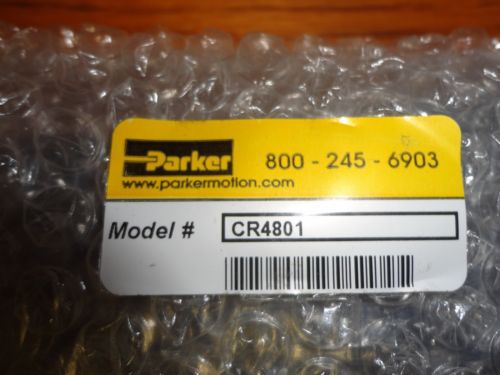 Parker 800 - 245 - 6903
www.parkermotion.com
Model # CR4801